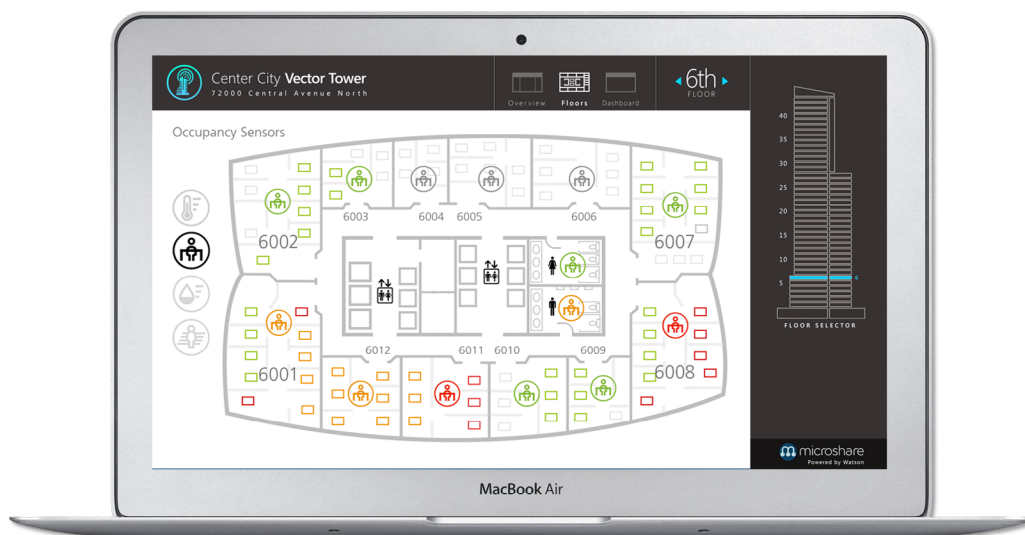 Center City Vector Tower
72000 Central Avenue North
Overview
Floors
Dashboard
6th
FLOOR
Occupancy Sensors
40
35
30
25
20
15
10
6
5
FLOOR SELECTOR
6003
6004
6005
6006
6002
6007
6012
6011
6010
6009
6001
6008
microshare
Powered by Watson
MacBook Air